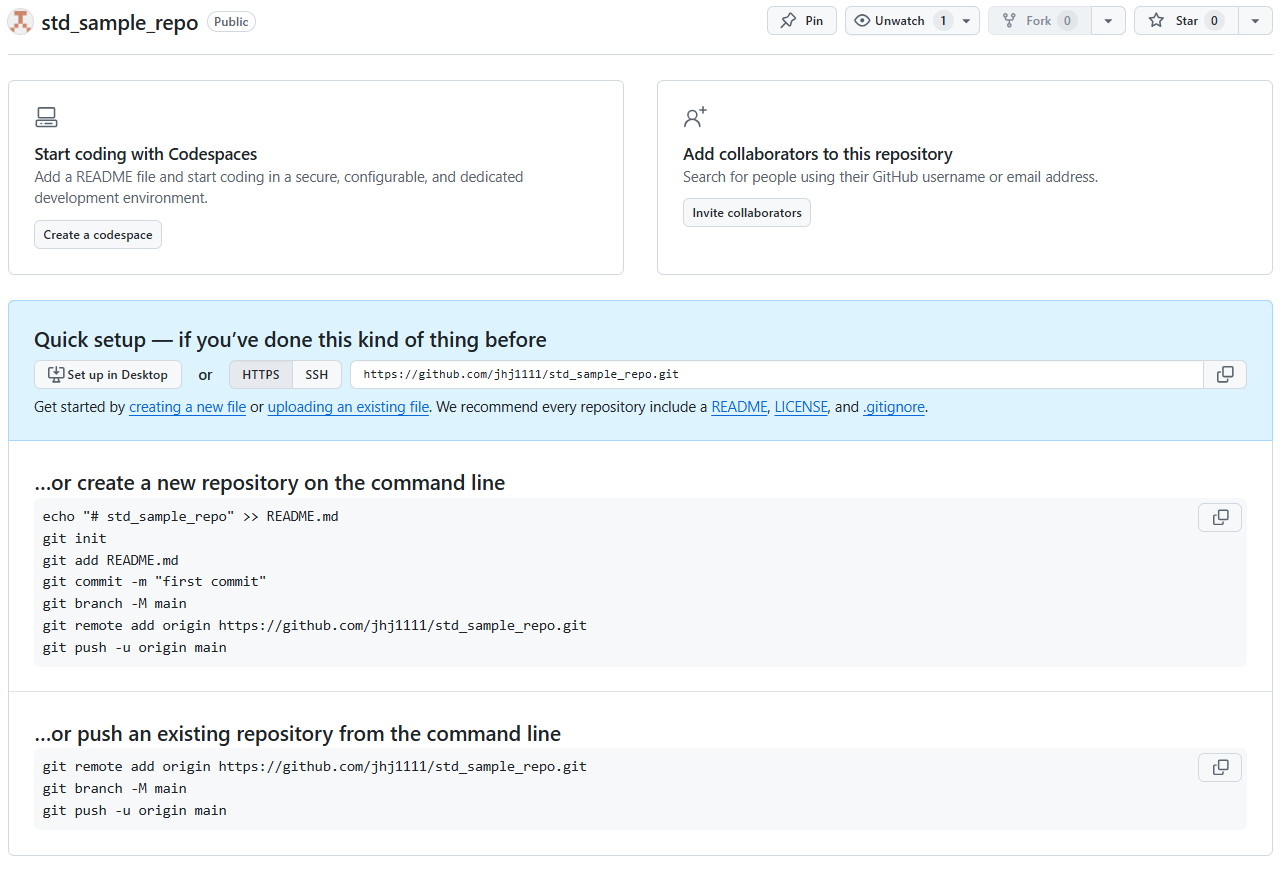 std_sample_repo Public Pin Unwatch 1 Fork 0 Star 0
Start coding with Codespaces
Add a README file and start coding in a secure, configurable, and dedicated
development environment.
Create a codespace
Add collaborators to this repository
Search for people using their GitHub username or email address.
Invite collaborators
Quick setup — if you’ve done this kind of thing before
Set up in Desktop or HTTPS SSH https://github.com/jhj1111/std_sample_repo.git
Get started by creating a new file or uploading an existing file. We recommend every repository include a README, LICENSE, and .gitignore.
…or create a new repository on the command line
echo "# std_sample_repo" >> README.md
git init
git add README.md
git commit -m "first commit"
git branch -M main
git remote add origin https://github.com/jhj1111/std_sample_repo.git
git push -u origin main
…or push an existing repository from the command line
git remote add origin https://github.com/jhj1111/std_sample_repo.git
git branch -M main
git push -u origin main